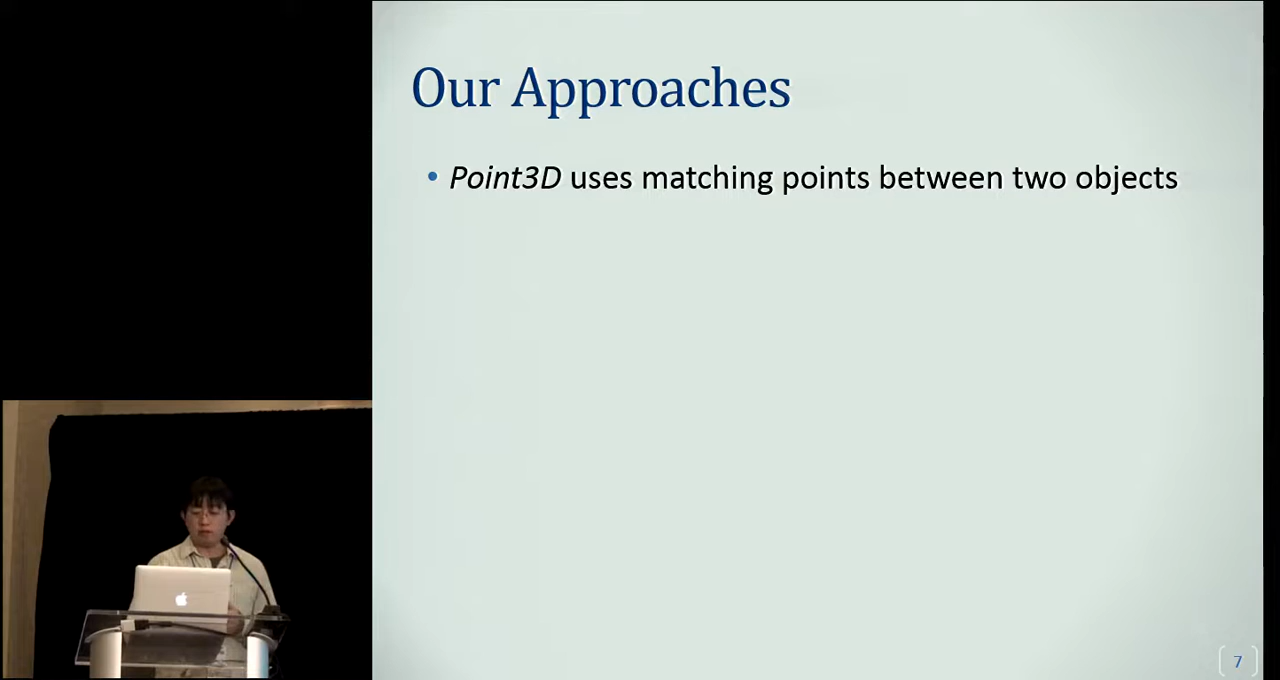 Our Approaches
• Point3D uses matching points between two objects
7